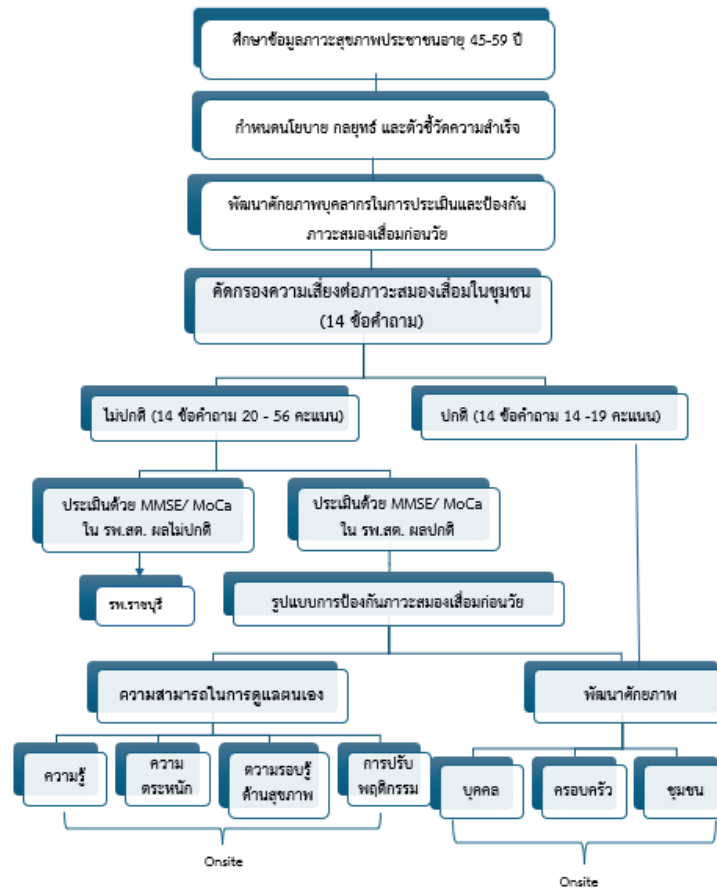 ศึกษาข้อมูลภาวะสุขภาพประชาชนอายุ 45-59 ปี
กำหนดนโยบาย กลยุทธ์ และตัวชี้วัดความสำเร็จ
พัฒนาศักยภาพบุคลากรในการประเมินและป้องกัน
ภาวะสมองเสื่อมก่อนวัย
คัดกรองความเสี่ยงต่อภาวะสมองเสื่อมในชุมชน
(14 ข้อคำถาม)
ไม่ปกติ (14 ข้อคำถาม 20 - 56 คะแนน)
ปกติ (14 ข้อคำถาม 14 -19 คะแนน)
ประเมินด้วย MMSE/ MoCa
ใน รพ.สต. ผลไม่ปกติ
ประเมินด้วย MMSE/ MoCa
ใน รพ.สต. ผลปกติ
รพ.ราชบุรี
รูปแบบการป้องกันภาวะสมองเสื่อมก่อนวัย
ความสามารถในการดูแลตนเอง
พัฒนาศักยภาพ
ความรู้
ความ
ตระหนัก
ตวามรอบรู้
ด้านสุขภาพ
การปรับ
พฤติกรรม
บุคคล
ครอบครัว
ชุมชน
Onsite
Onsite